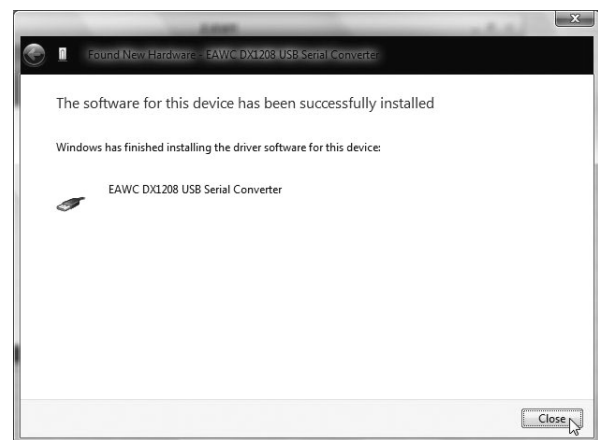 Found New Hardware - EAWC DX1208 USB Serial Converter
The software for this device has been successfully installed
Windows has finished installing the driver software for this device:
EAWC DX1208 USB Serial Converter
Close